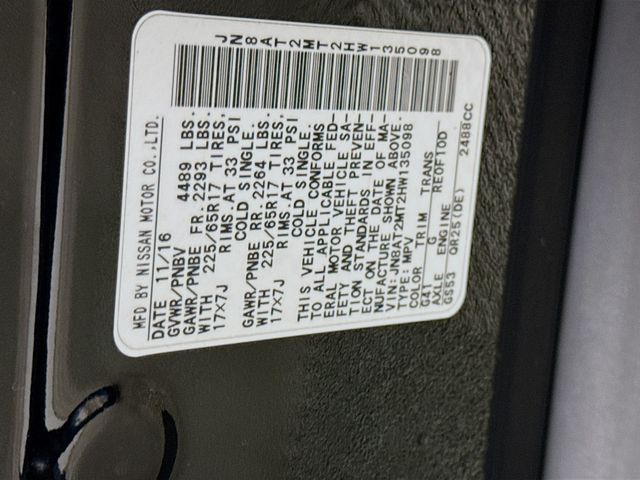 MFD BY NISSAN MOTOR CO.,LTD.
DATE 11/16
GVWR/PNBV 4489 LBS.
GAWR/PNBE FR. 2293 LBS.
WITH 225/65R17 TIRES,
17X7J RIMS, AT 33 PSI
COLD SINGLE.
GAWR/PNBE RR. 2264 LBS.
WITH 225/65R17 TIRES,
17X7J RIMS, AT 33 PSI
COLD SINGLE.
THIS VEHICLE CONFORMS
TO ALL APPLICABLE FED-
ERAL MOTOR VEHICLE SA-
FETY AND THEFT PREVEN-
TION STANDARDS IN EFF-
ECT ON THE DATE OF MA-
NUFACTURE SHOWN ABOVE.
VIN: JN8AT2MT2HW135098
TYPE: MPV
COLOR TRIM TRANS
G41 G RE0F10D
AXLE ENGINE
GS53 QR25(DE) 2488CC
JN8AT2MT2HW135098